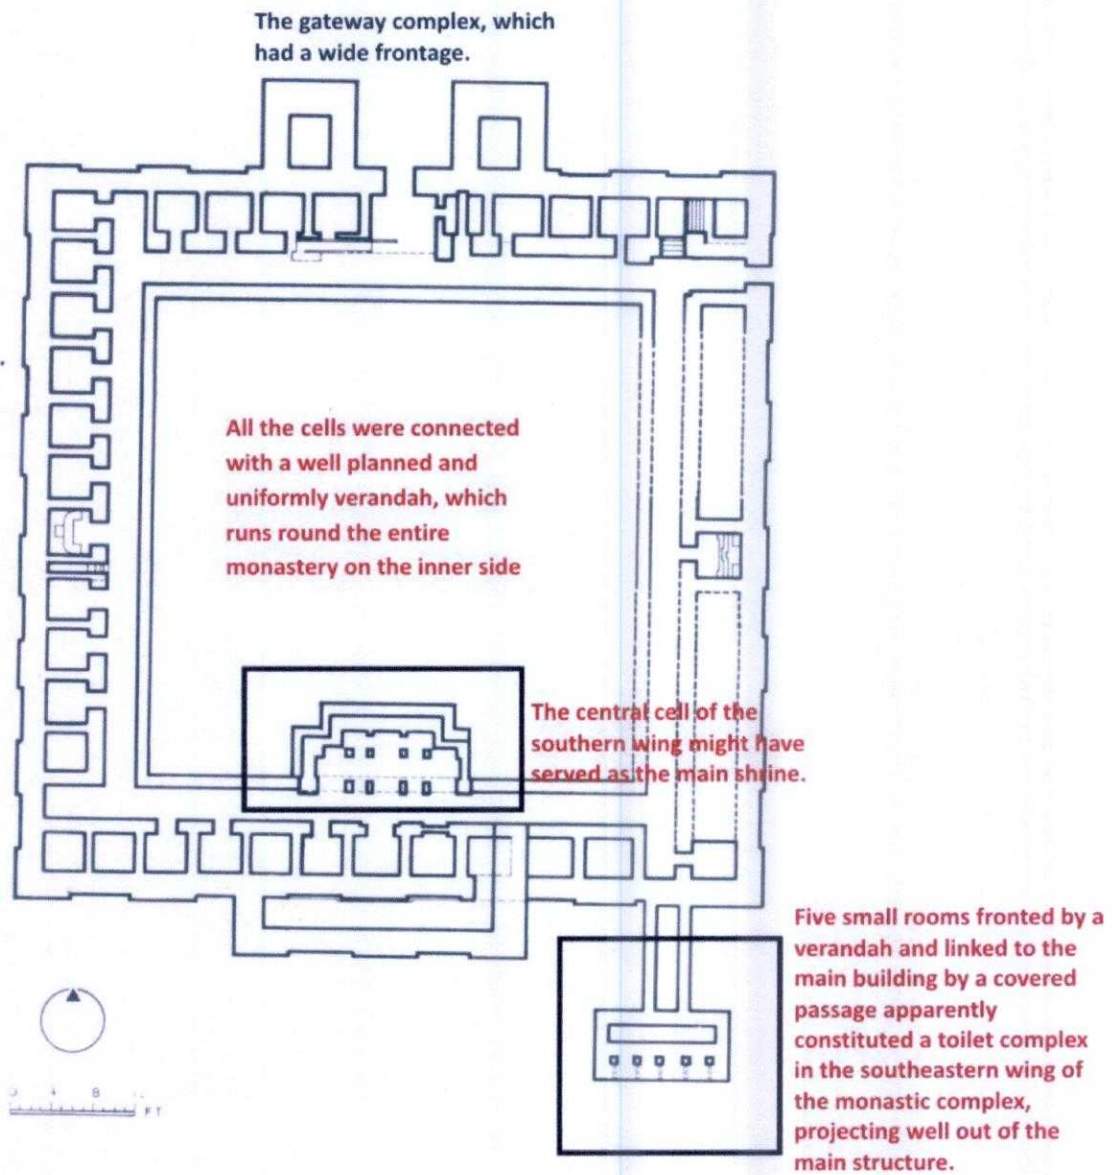 The gateway complex, which
had a wide frontage.
All the cells were connected
with a well planned and
uniformly verandah, which
runs round the entire
monastery on the inner side
The central cell of the
southern wing might have
served as the main shrine.
Five small rooms fronted by a
verandah and linked to the
main building by a covered
passage apparently
constituted a toilet complex
in the southeastern wing of
the monastic complex,
projecting well out of the
main structure.
4 8
FT